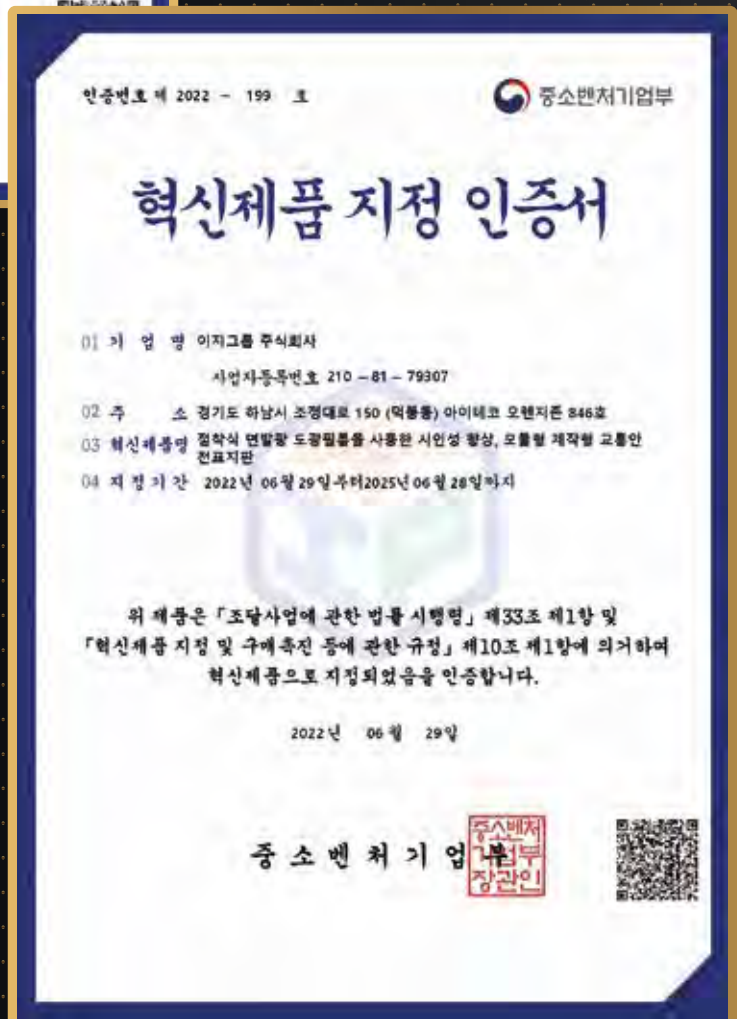 인증번호 제 2022 - 199 호
중소벤처기업부
혁신제품 지정 인증서
01 기 업 명 이지그룹 주식회사
사업자등록번호 210 - 81 - 79307
02 주 소 경기도 하남시 조정대로 150 (덕풍동) 아이테코 오렌지존 846호
03 혁신제품명 점착식 면발광 도광필름을 사용한 시인성 향상, 모듈형 제작형 교통안
전표지판
04 지 정 기 간 2022년 06월 29일부터2025년 06월 28일까지
위 제품은 「조달사업에 관한 법률 시행령」 제33조 제1항 및
「혁신제품 지정 및 구매촉진 등에 관한 규정」 제10조 제1항에 의거하여
혁신제품으로 지정되었음을 인증합니다.
2022년 06월 29일
중 소 벤 처 기 업 부
중소벤처
기업부
장관인